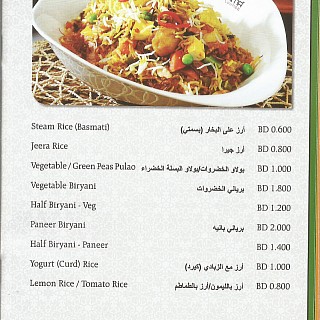 Steam Rice (Basmati) أرز على البخار (بسمتي) BD 0.600
Jeera Rice أرز جيرا BD 0.800
Vegetable / Green Peas Pulao بولاو الخضروات/بولاو البسلة الخضراء BD 1.000
Vegetable Biryani برياني الخضروات BD 1.800
Half Biryani - Veg BD 1.200
Paneer Biryani برياني بانيه BD 2.000
Half Biryani - Paneer BD 1.400
Yogurt (Curd) Rice أرز مع الزبادي (كيرد) BD 1.000
Lemon Rice / Tomato Rice أرز بالليمون/أرز بالطماطم BD 0.800